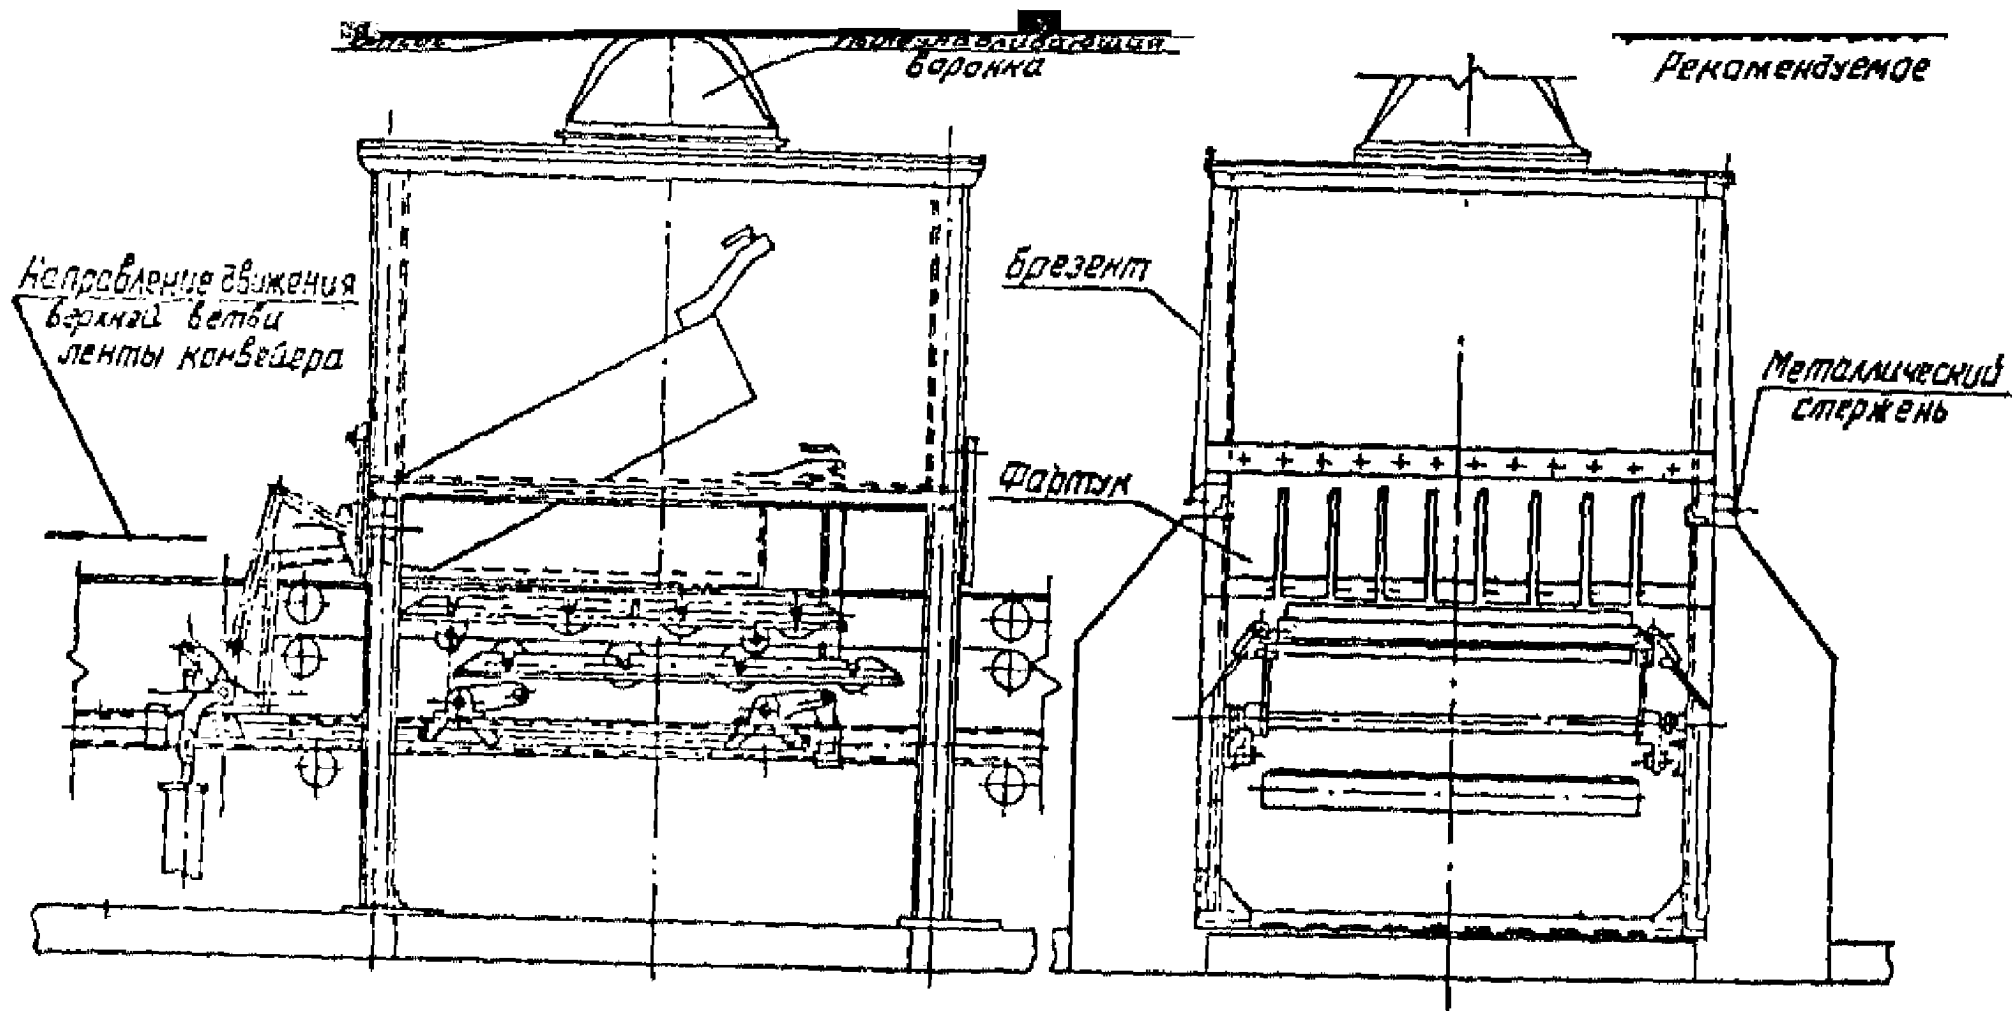 воронка
Рекомендуемое
Направление движения
верхней ветви
ленты конвейера
Брезент
Металлический
стержень
Фартук